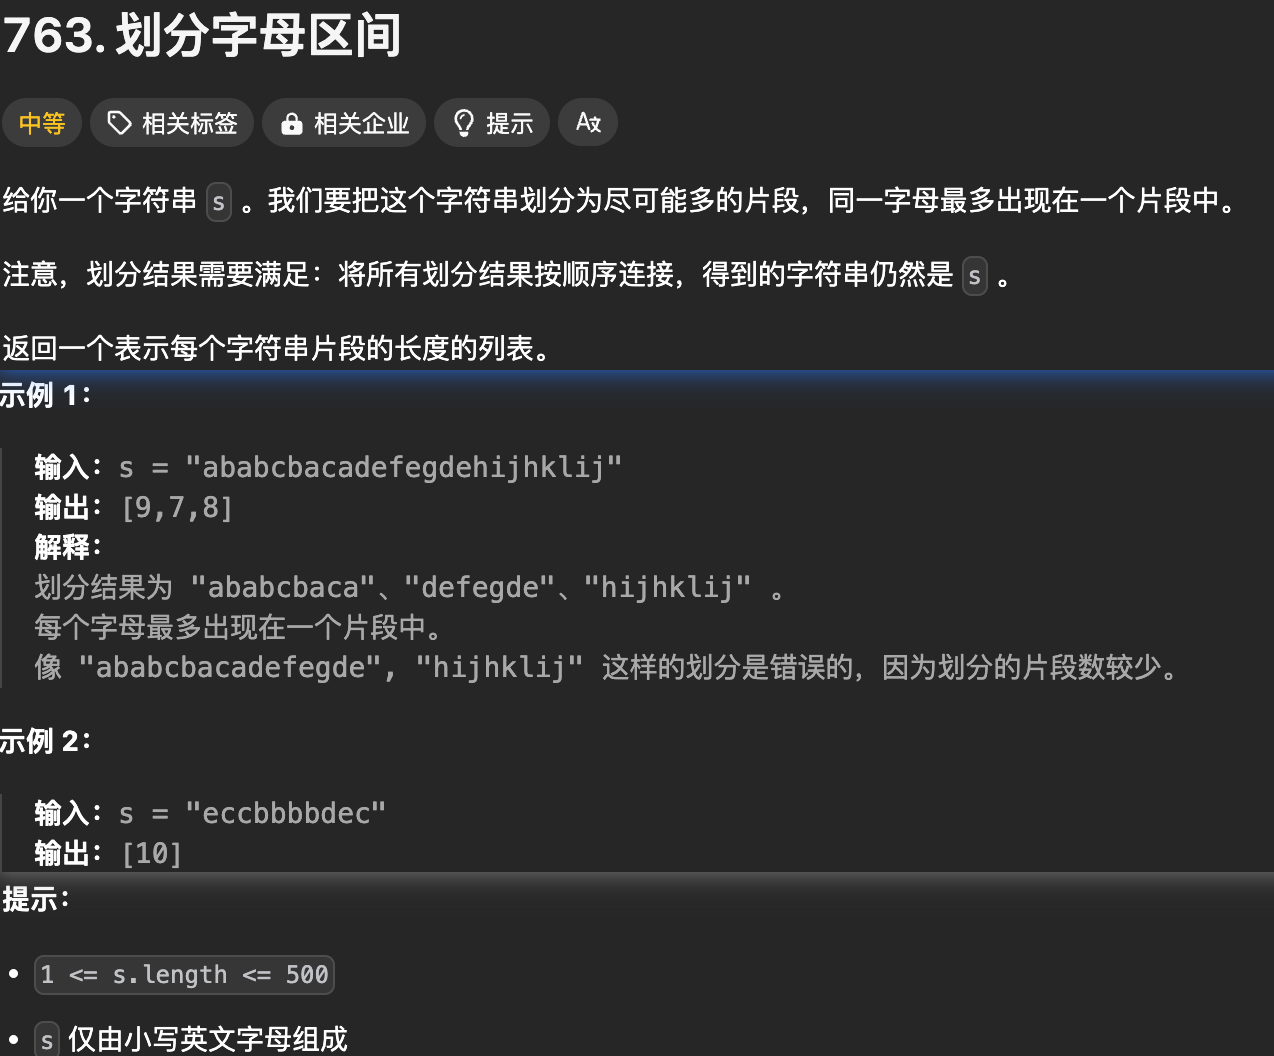 763. 划分字母区间
中等 相关标签 相关企业 提示
给你一个字符串 s 。我们要把这个字符串划分为尽可能多的片段，同一字母最多出现在一个片段中。
注意，划分结果需要满足：将所有划分结果按顺序连接，得到的字符串仍然是 s 。
返回一个表示每个字符串片段的长度的列表。
示例 1：
输入：s = "ababcbacadefegdehijhklij"
输出：[9,7,8]
解释：
划分结果为 "ababcbaca"、"defegde"、"hijhklij" 。
每个字母最多出现在一个片段中。
像 "ababcbacadefegde", "hijhklij" 这样的划分是错误的，因为划分的片段数较少。
示例 2：
输入：s = "eccbbbbdec"
输出：[10]
提示：
• 1 <= s.length <= 500
• s 仅由小写英文字母组成